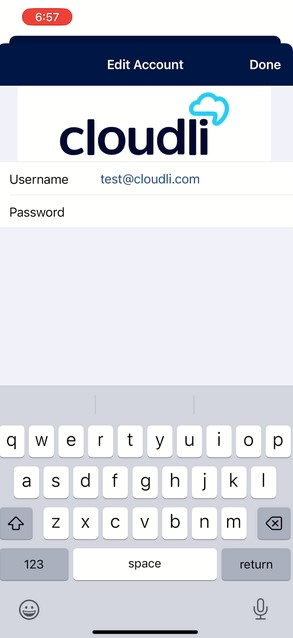 6:57
Edit Account
Done
cloudli
Username test@cloudli.com
Password
q w e r t y u i o p
a s d f g h j k l
z x c v b n m
123 space return